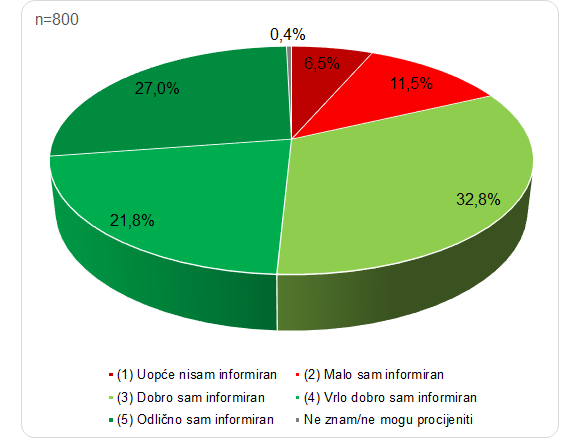 n=800
0,4%
6,5%
11,5%
27,0%
32,8%
21,8%
(1) Uopće nisam informiran
(2) Malo sam informiran
(3) Dobro sam informiran
(4) Vrlo dobro sam informiran
(5) Odlično sam informiran
Ne znam/ne mogu procijeniti